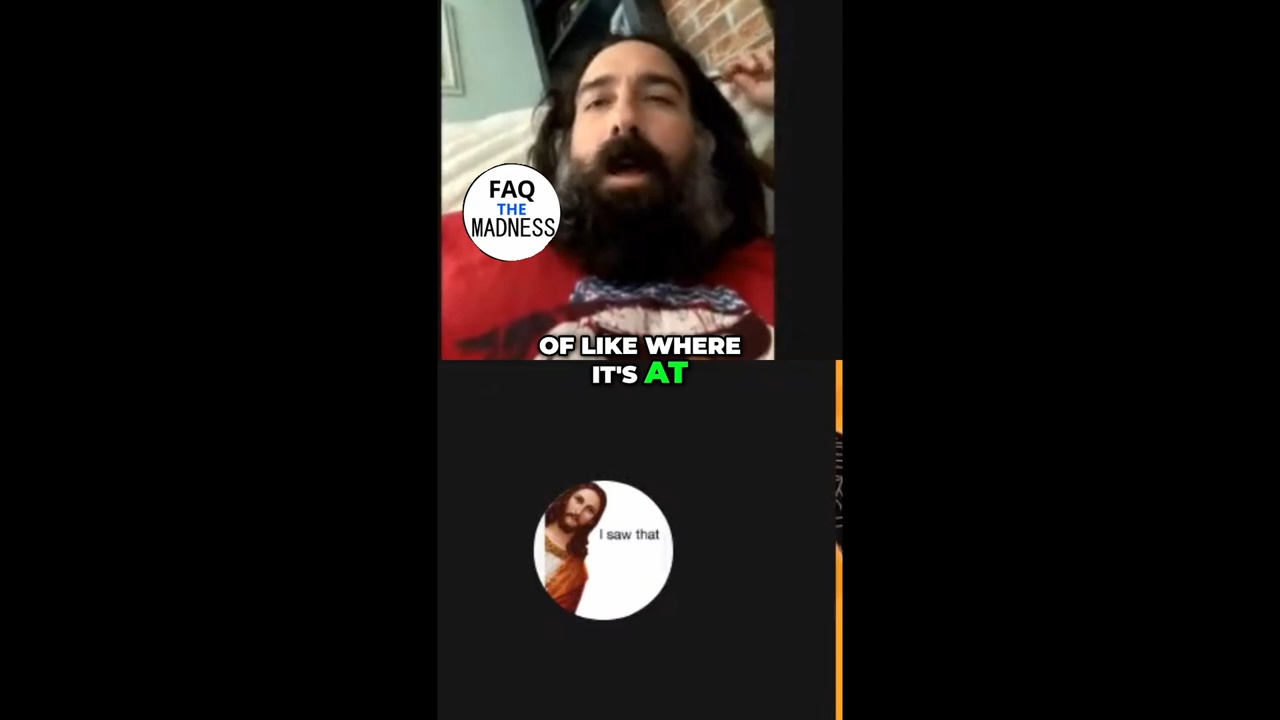 FAQ
THE
MADNESS
OF LIKE WHERE
IT'S AT
I saw that